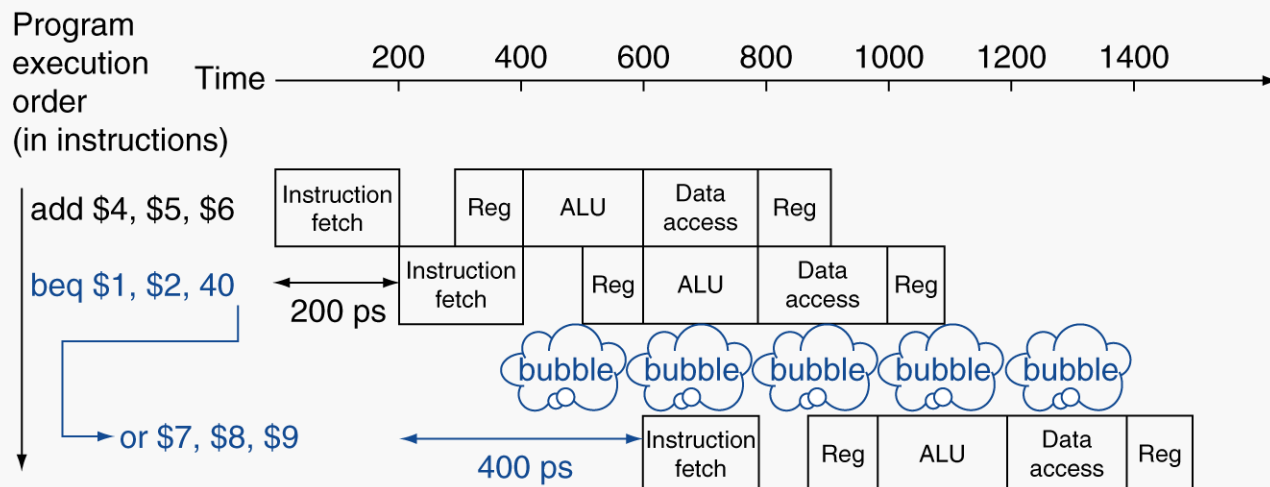 Program
execution
order
(in instructions)
Time
200 400 600 800 1000 1200 1400
add $4, $5, $6
Instruction
fetch
Reg
ALU
Data
access
Reg
beq $1, $2, 40
200 ps
Instruction
fetch
Reg
ALU
Data
access
Reg
bubble bubble bubble bubble bubble
or $7, $8, $9
400 ps
Instruction
fetch
Reg
ALU
Data
access
Reg